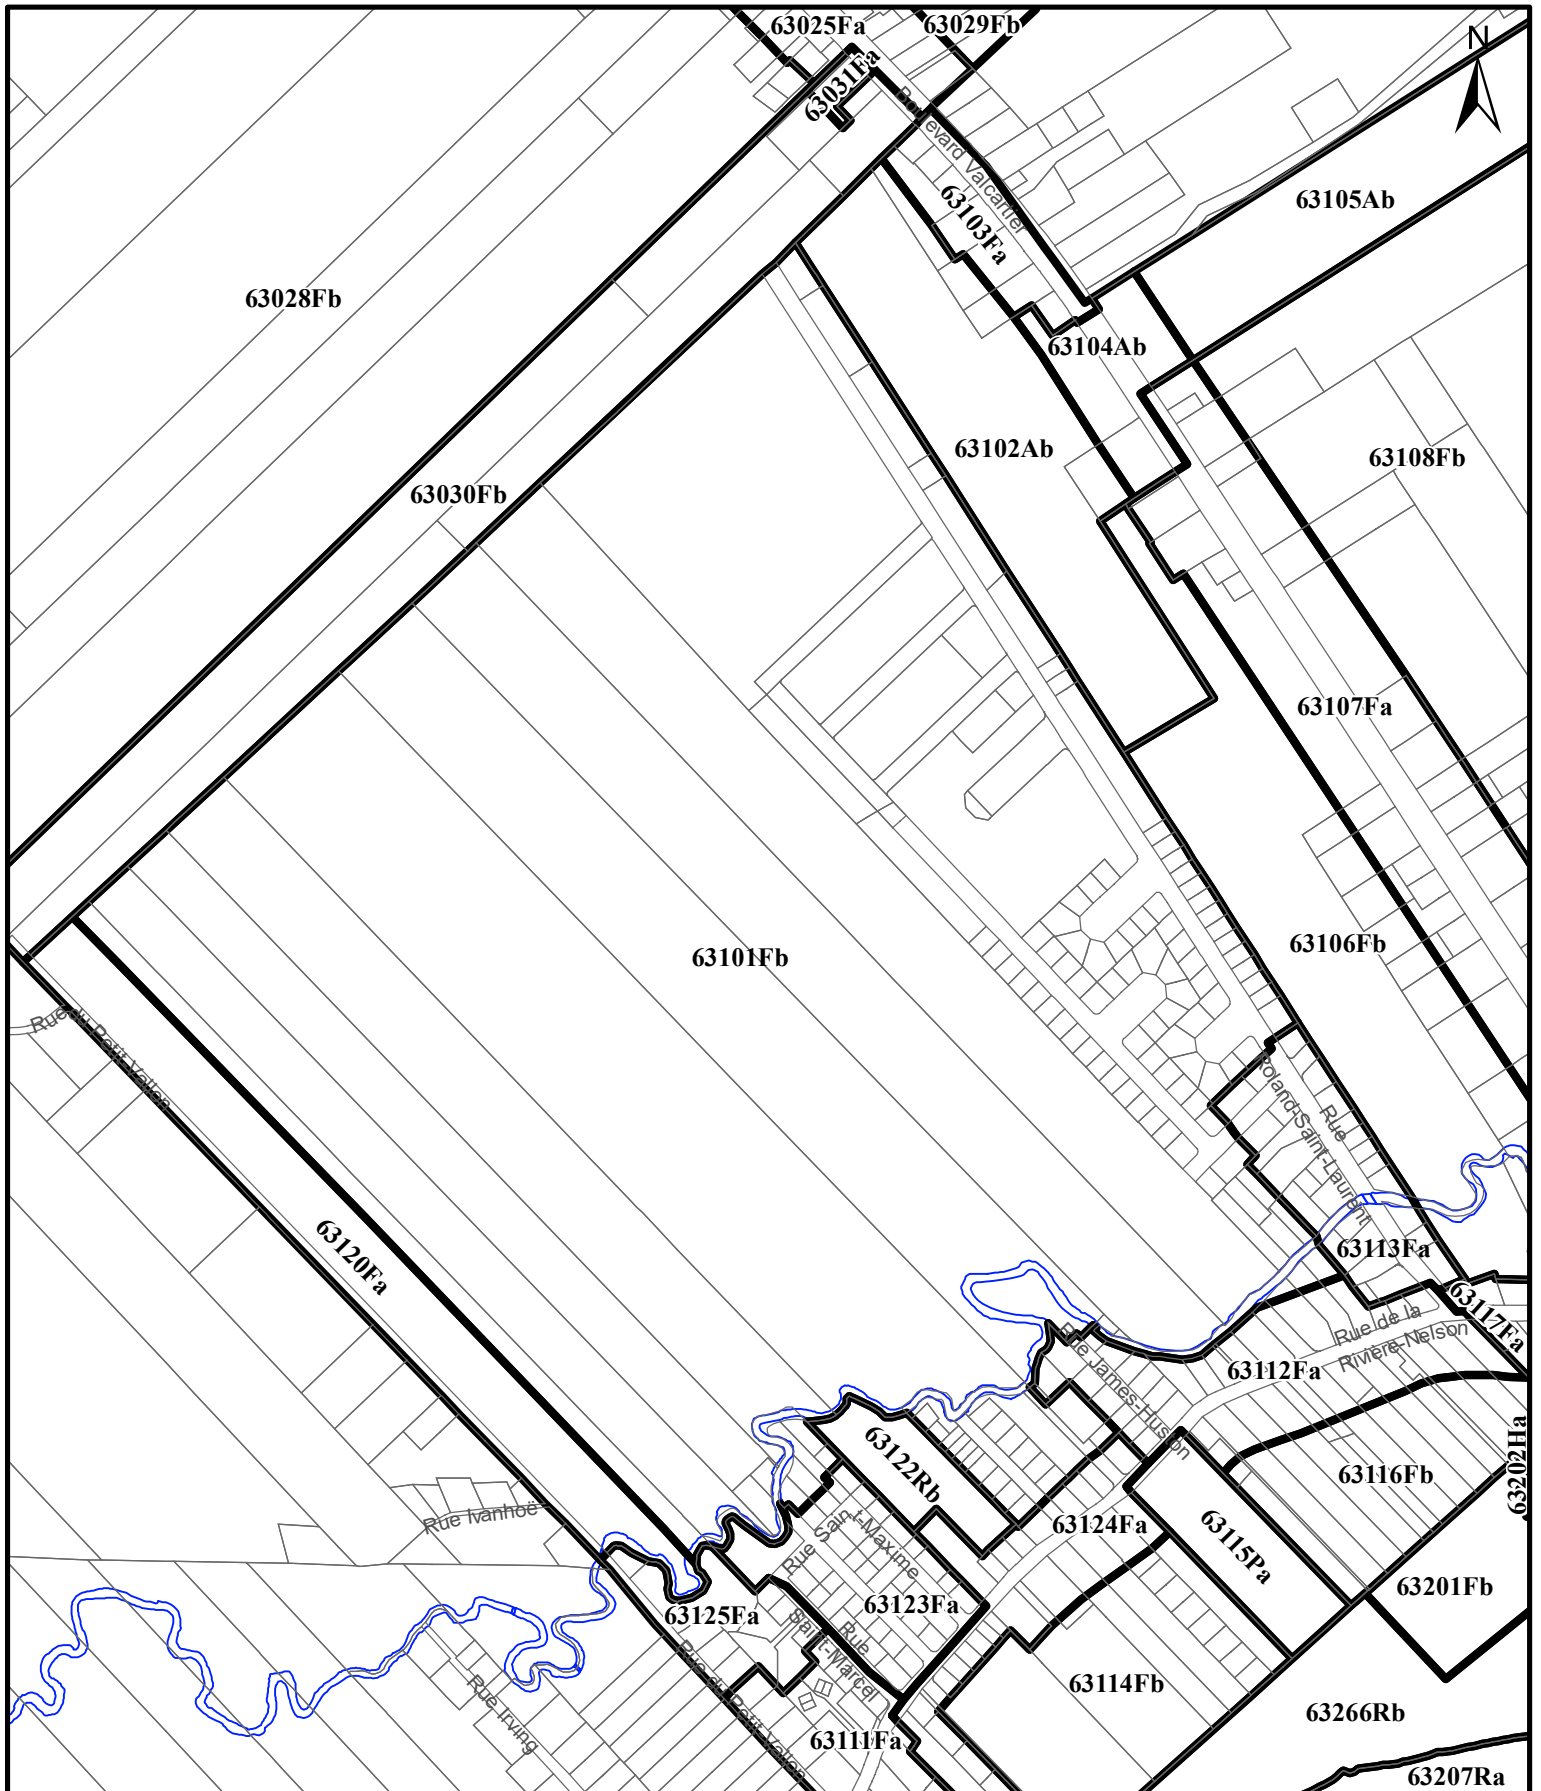 63025Fa
63029Fb
N
63031Fa
Boulevard Valcartier
63105Ab
63103Fa
63028Fb
63104Ab
63102Ab
63108Fb
63030Fb
63107Fa
63106Fb
63101Fb
Rue du Petit-Vallon
Rue
Roland-Saint-Laurent
63120Fa
63113Fa
63117Fa
Rue de la
Rivière-Nelson
Rue James-Huston
63112Fa
63202Ha
63122Rb
63116Fb
Rue Ivanhoë
63124Fa
63115Pa
Rue Saint-Maxime
63201Fb
63123Fa
63125Fa
Rue
Saint-Marcel
Rue du Petit-Vallon
63114Fb
Rue Irving
63266Rb
63111Fa
63207Ra